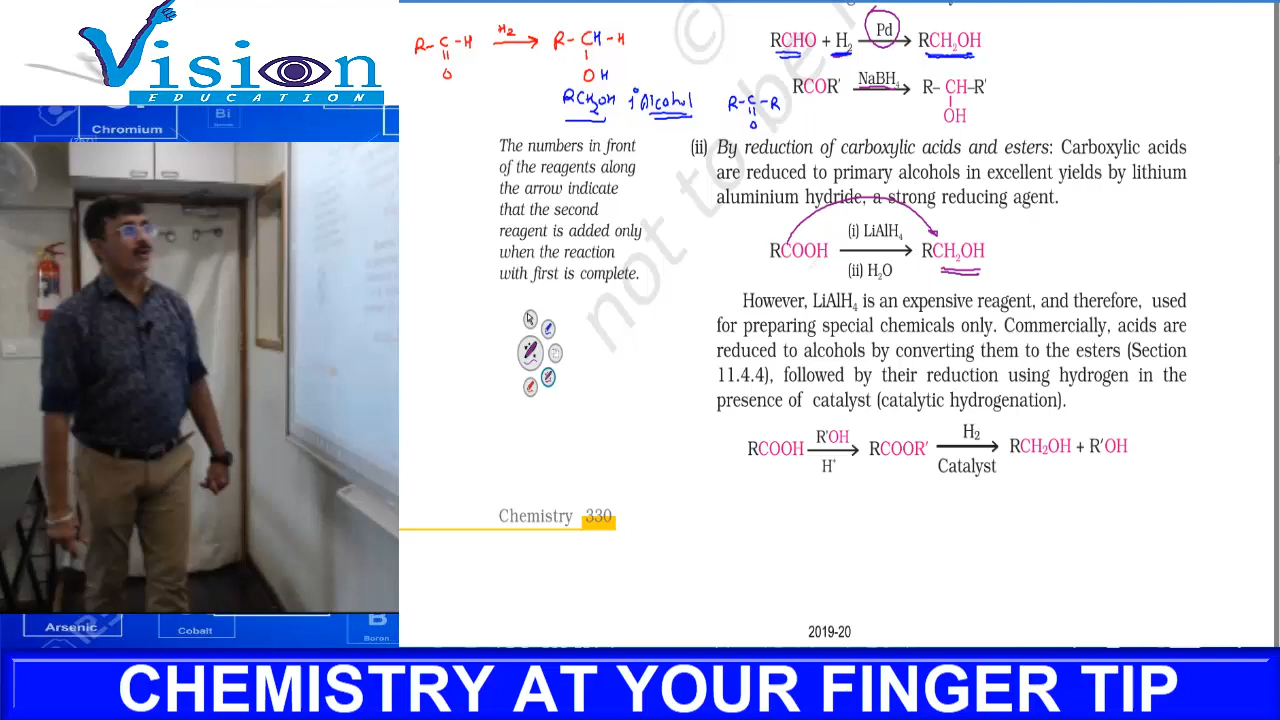 Vision
EDUCATION
Chromium
Bi
R-C-H H₂ → R-CH-H
|| |
O OH
RCH₂OH 1° Alcohol
R-C-R
||
O
RCHO + H₂ Pd → RCH₂OH
RCOR' NaBH₄ → R- CH-R'
|
OH
The numbers in front
of the reagents along
the arrow indicate
that the second
reagent is added only
when the reaction
with first is complete.
(ii) By reduction of carboxylic acids and esters: Carboxylic acids
are reduced to primary alcohols in excellent yields by lithium
aluminium hydride, a strong reducing agent.
RCOOH (i) LiAlH₄ (ii) H₂O → RCH₂OH
However, LiAlH₄ is an expensive reagent, and therefore, used
for preparing special chemicals only. Commercially, acids are
reduced to alcohols by converting them to the esters (Section
11.4.4), followed by their reduction using hydrogen in the
presence of catalyst (catalytic hydrogenation).
RCOOH R'OH H⁺ → RCOOR' H₂ Catalyst → RCH₂OH + R'OH
Chemistry 330
2019-20
© not to be
Arsenic
Cobalt
B
Boron
CHEMISTRY AT YOUR FINGER TIP